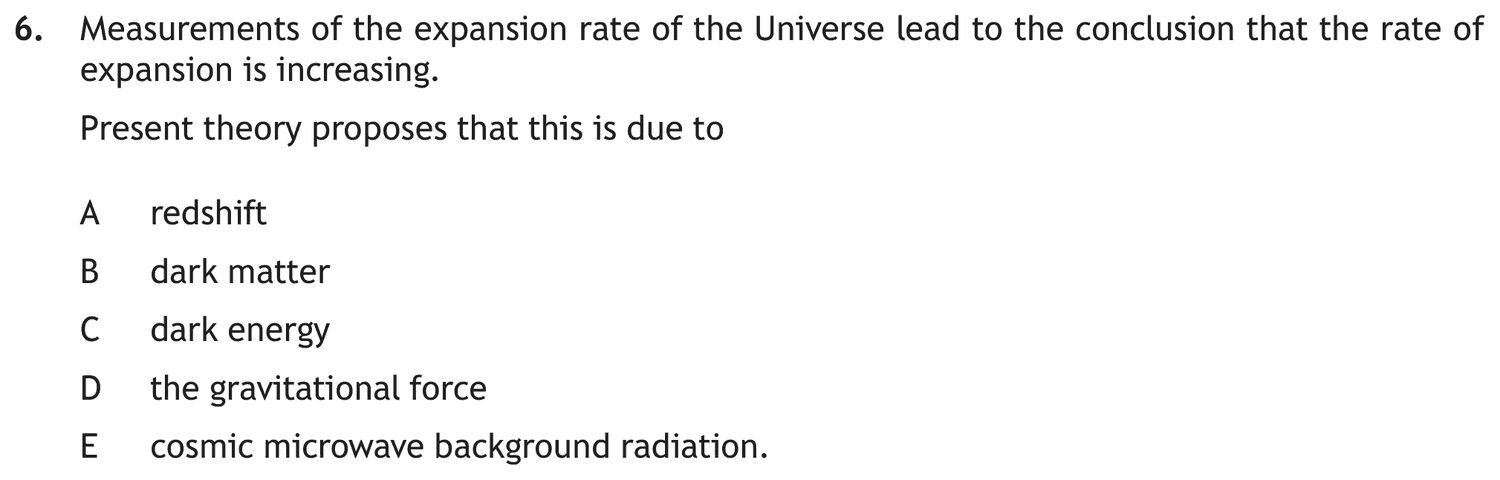 6. Measurements of the expansion rate of the Universe lead to the conclusion that the rate of
expansion is increasing.
Present theory proposes that this is due to
A redshift
B dark matter
C dark energy
D the gravitational force
E cosmic microwave background radiation.